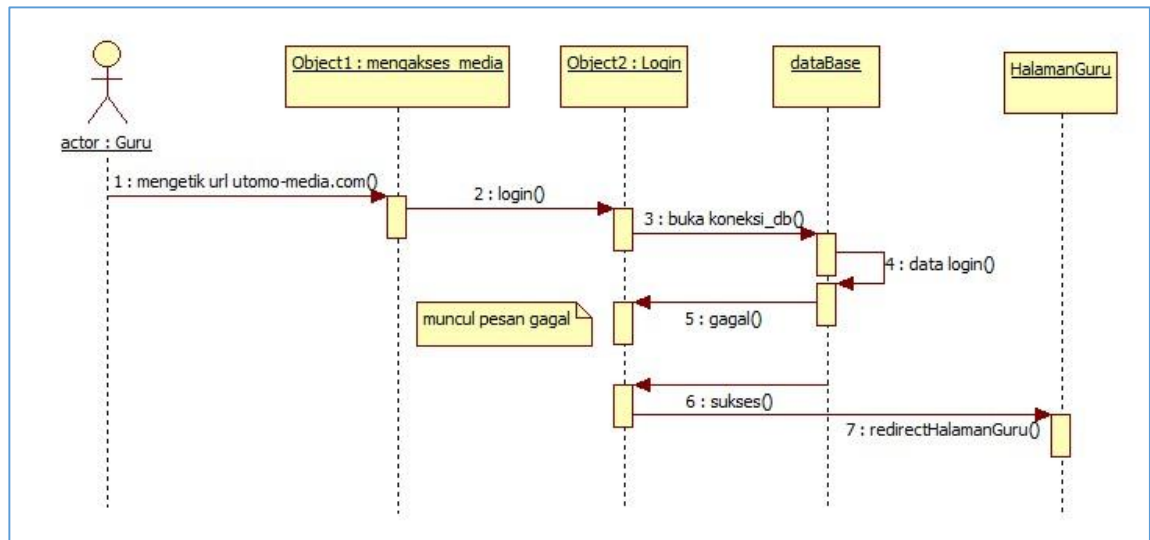 Object1 : mengakses_media
Object2 : Login
dataBase
HalamanGuru
actor : Guru
1 : mengetik url utomo-media.com()
2 : login()
3 : buka koneksi_db()
4 : data login()
muncul pesan gagal
5 : gagal()
6 : sukses()
7 : redirectHalamanGuru()